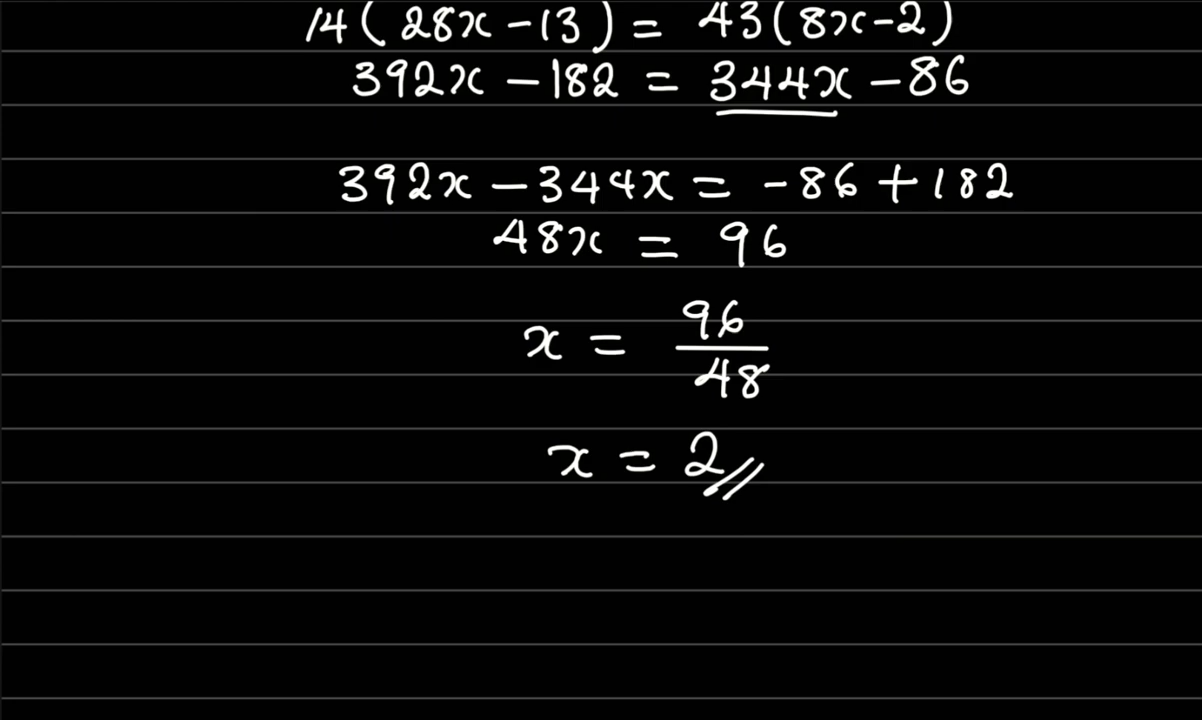 14(28x-13) = 43(8x-2)
392x - 182 = 344x - 86
392x - 344x = -86 + 182
48x = 96
x = 96/48
x = 2//